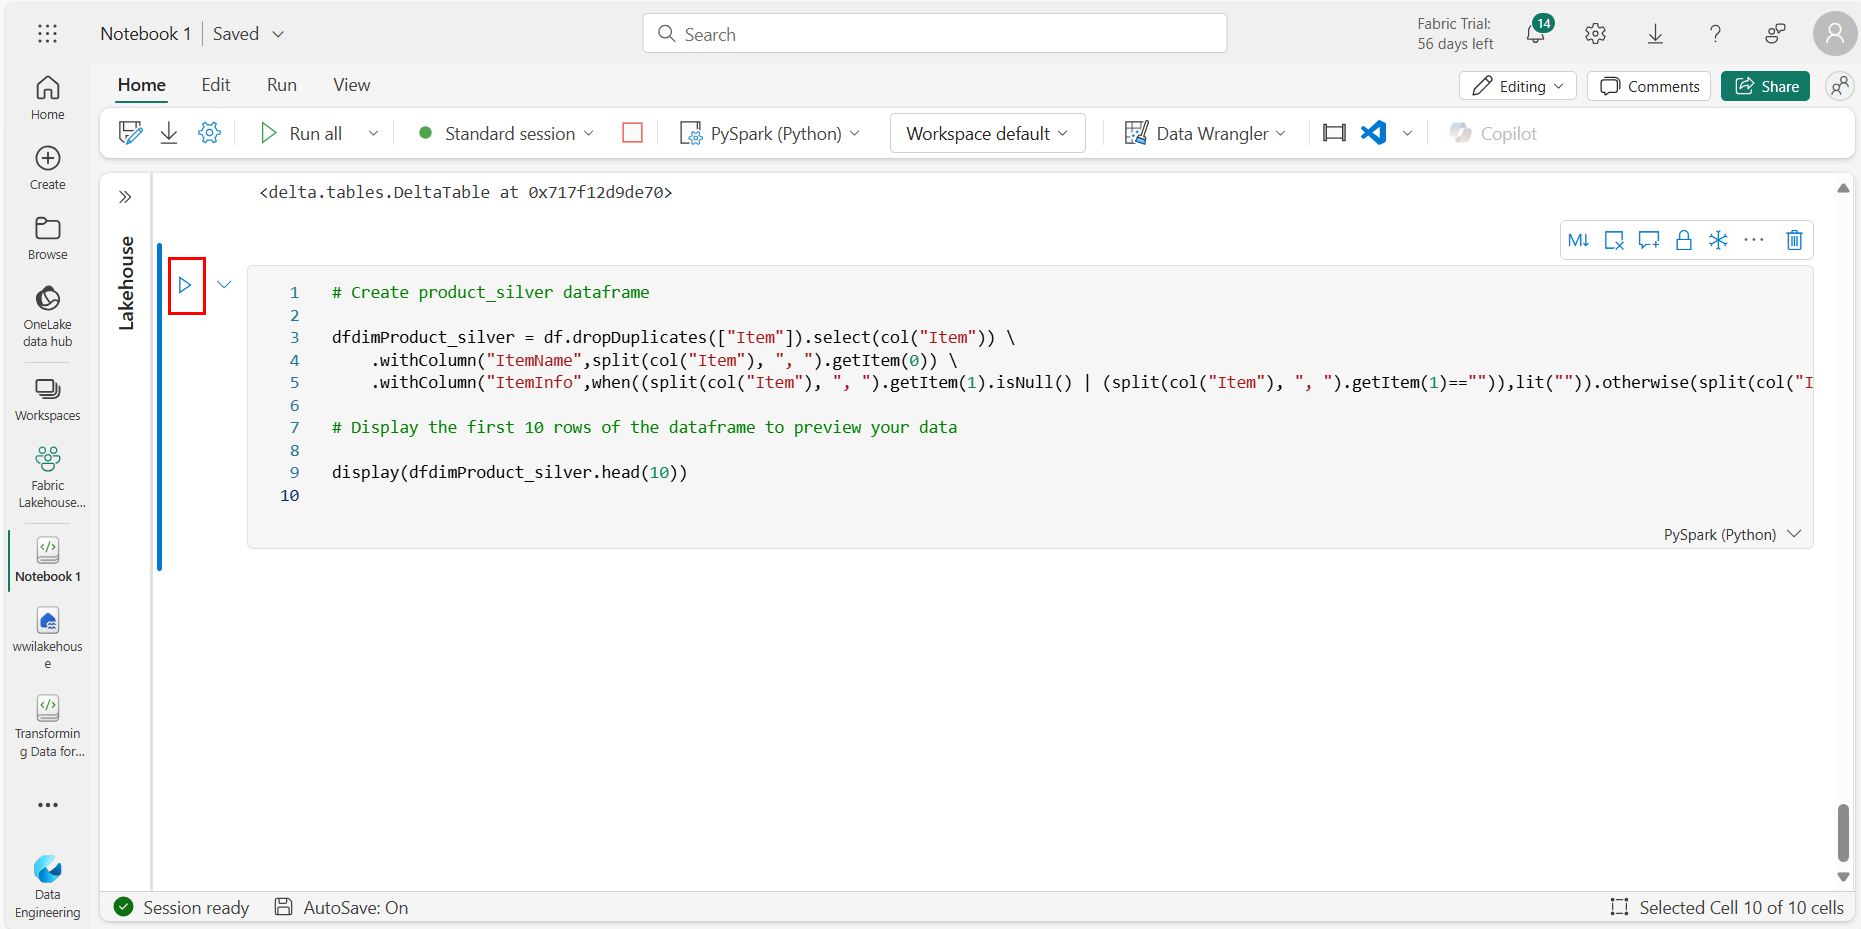 Notebook 1 Saved
Search
Fabric Trial:
56 days left
14
Home Edit Run View
Editing
Comments
Share
Run all
Standard session
PySpark (Python)
Workspace default
Data Wrangler
Copilot
Home
Create
Browse
OneLake
data hub
Workspaces
Fabric
Lakehouse...
Notebook 1
wwilakehous
e
Transformin
g Data for...
Data
Engineering
Lakehouse
<delta.tables.DeltaTable at 0x717f12d9de70>
M↓
1 # Create product_silver dataframe
2
3 dfdimProduct_silver = df.dropDuplicates(["Item"]).select(col("Item")) \
4 .withColumn("ItemName",split(col("Item"), ", ").getItem(0)) \
5 .withColumn("ItemInfo",when((split(col("Item"), ", ").getItem(1).isNull() | (split(col("Item"), ", ").getItem(1)=="")),lit("")).otherwise(split(col("I
6
7 # Display the first 10 rows of the dataframe to preview your data
8
9 display(dfdimProduct_silver.head(10))
10
PySpark (Python)
Session ready
AutoSave: On
Selected Cell 10 of 10 cells